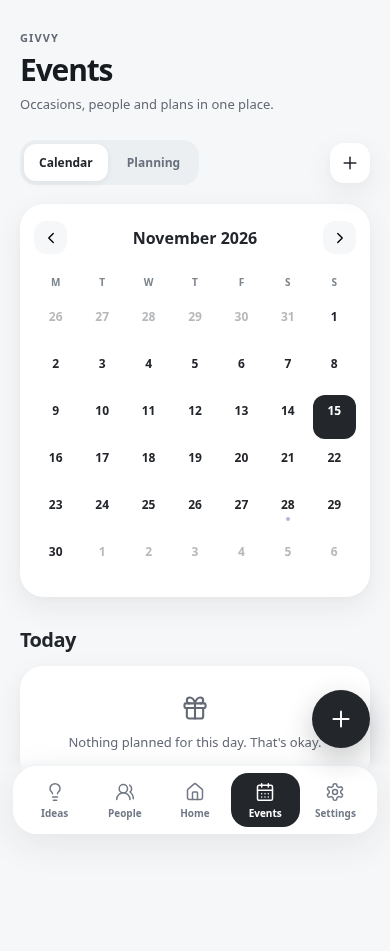 GIVVY
Events
Occasions, people and plans in one place.
Calendar Planning
November 2026
M T W T F S S
26 27 28 29 30 31 1
2 3 4 5 6 7 8
9 10 11 12 13 14 15
16 17 18 19 20 21 22
23 24 25 26 27 28 29
30 1 2 3 4 5 6
Today
Nothing planned for this day. That's okay.
Ideas People Home Events Settings